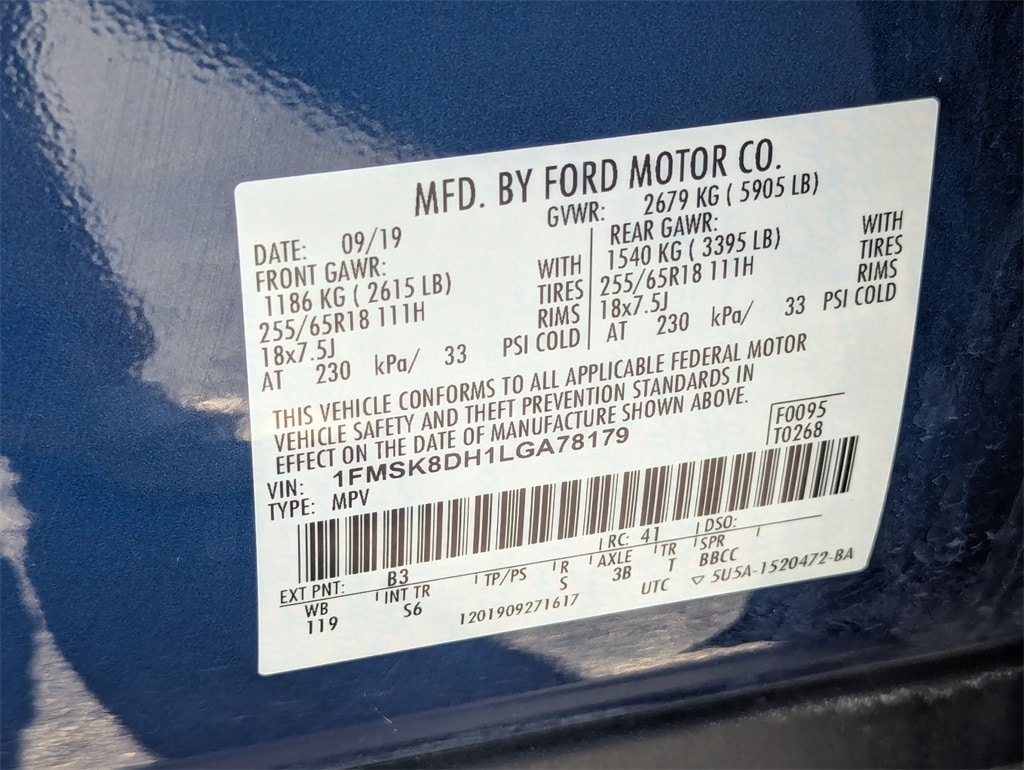 MFD. BY FORD MOTOR CO.
DATE: 09/19 GVWR: 2679 KG ( 5905 LB)
FRONT GAWR: REAR GAWR:
1186 KG ( 2615 LB) WITH 1540 KG ( 3395 LB) WITH
255/65R18 111H TIRES 255/65R18 111H TIRES
18x7.5J RIMS 18x7.5J RIMS
AT 230 kPa/ 33 PSI COLD AT 230 kPa/ 33 PSI COLD
THIS VEHICLE CONFORMS TO ALL APPLICABLE FEDERAL MOTOR
VEHICLE SAFETY AND THEFT PREVENTION STANDARDS IN
EFFECT ON THE DATE OF MANUFACTURE SHOWN ABOVE.
F0095
VIN: 1FMSK8DH1LGA78179 T0268
TYPE: MPV
EXT PNT: B3 RC: 41 DSO:
WB INT TR TP/PS R AXLE TR SPR
119 S6 S 3B T BBCC
1201909271617 UTC ▽ 5U5A-1520472-BA